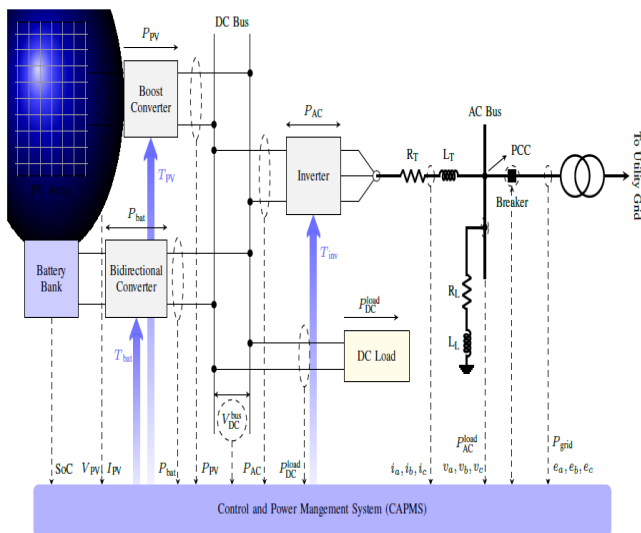 DC Bus
P_PV
Boost
Converter
P_AC
AC Bus
PCC
R_T
L_T
Inverter
Breaker
To Utility Grid
T_PV
P_bat
T_inv
Battery
Bank
Bidirectional
Converter
R_L
P_DC^load
L_L
DC Load
T_bat
V_DC^bus
SoC
V_PV
I_PV
P_bat
P_PV
P_AC
P_DC^load
i_a, i_b, i_c
P_AC^load
v_a, v_b, v_c
P_grid
e_a, e_b, e_c
Control and Power Mangement System (CAPMS)